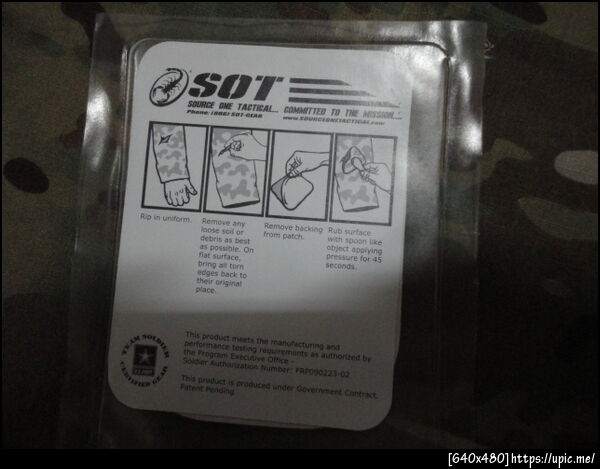 SOT
SOURCE ONE TACTICAL... COMMITTED TO THE MISSION...
Phone: (866) SOT-GEAR www.SOURCEONETACTICAL.com
Rip in uniform.
Remove any
loose soil or
debris as best
as possible. On
flat surface,
bring all torn
edges back to
their original
place.
Remove backing
from patch.
Rub surface
with spoon like
object applying
pressure for 45
seconds.
TEAM SOLDIER
CERTIFIED GEAR
This product meets the manufacturing and
performance testing requirements as authorized by
the Program Executive Office -
Soldier Authorization Number: FRP090223-02
This product is produced under Government Contract.
Patent Pending
[640x480]https://upic.me/